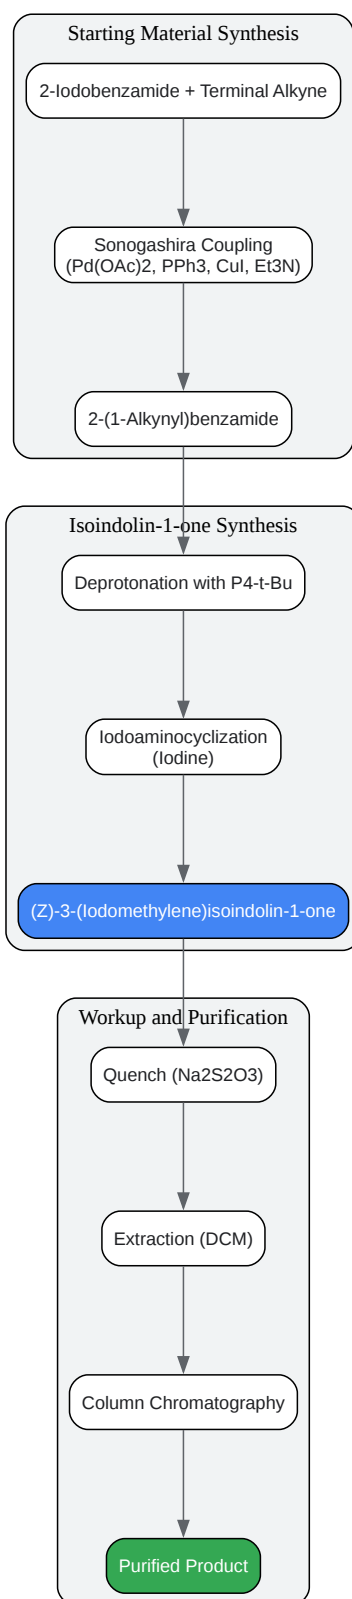 Starting Material Synthesis
2-Iodobenzamide + Terminal Alkyne
Sonogashira Coupling
(Pd(OAc)2, PPh3, CuI, Et3N)
2-(1-Alkynyl)benzamide
Isoindolin-1-one Synthesis
Deprotonation with P4-t-Bu
Iodoaminocyclization
(Iodine)
(Z)-3-(Iodomethylene)isoindolin-1-one
Workup and Purification
Quench (Na2S2O3)
Extraction (DCM)
Column Chromatography
Purified Product